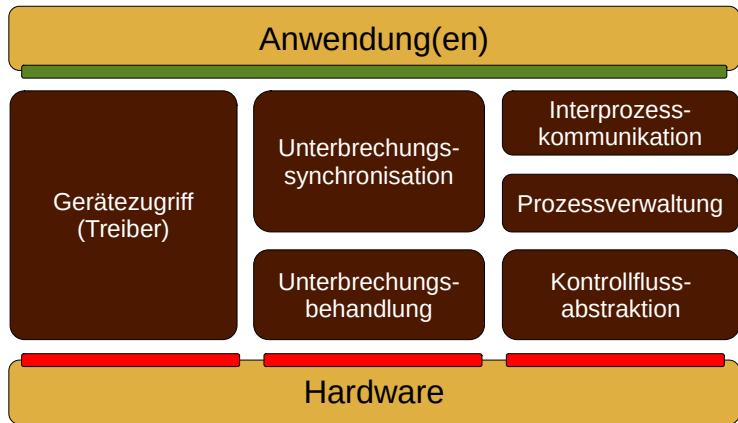 Anwendung(en)
Gerätezugriff
(Treiber)
Unterbrechungs-
synchronisation
Unterbrechungs-
behandlung
Interprozess-
kommunikation
Prozessverwaltung
Kontrollfluss-
abstraktion
Hardware